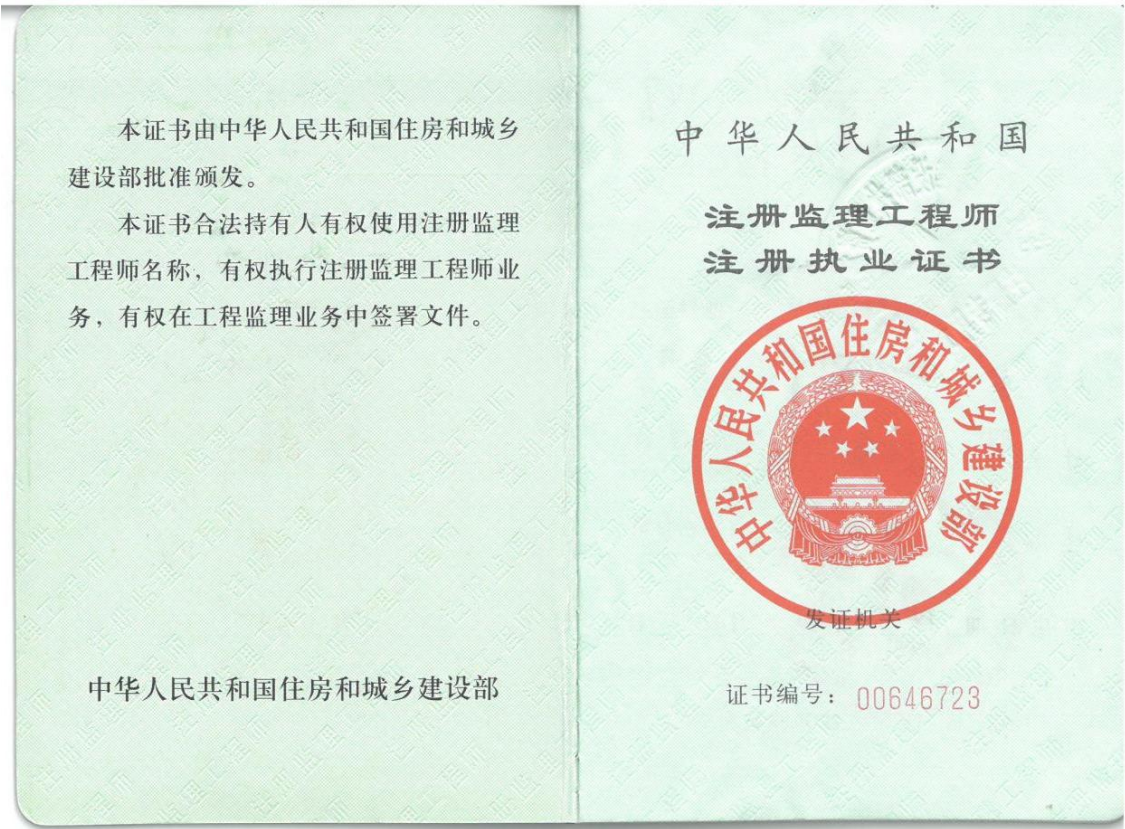 本证书由中华人民共和国住房和城乡
建设部批准颁发。
本证书合法持有人有权使用注册监理
工程师名称，有权执行注册监理工程师业
务，有权在工程监理业务中签署文件。
中华人民共和国住房和城乡建设部
中华人民共和国
注册监理工程师
注册执业证书
中华人民共和国住房和城乡建设部
发证机关
证书编号：00646723